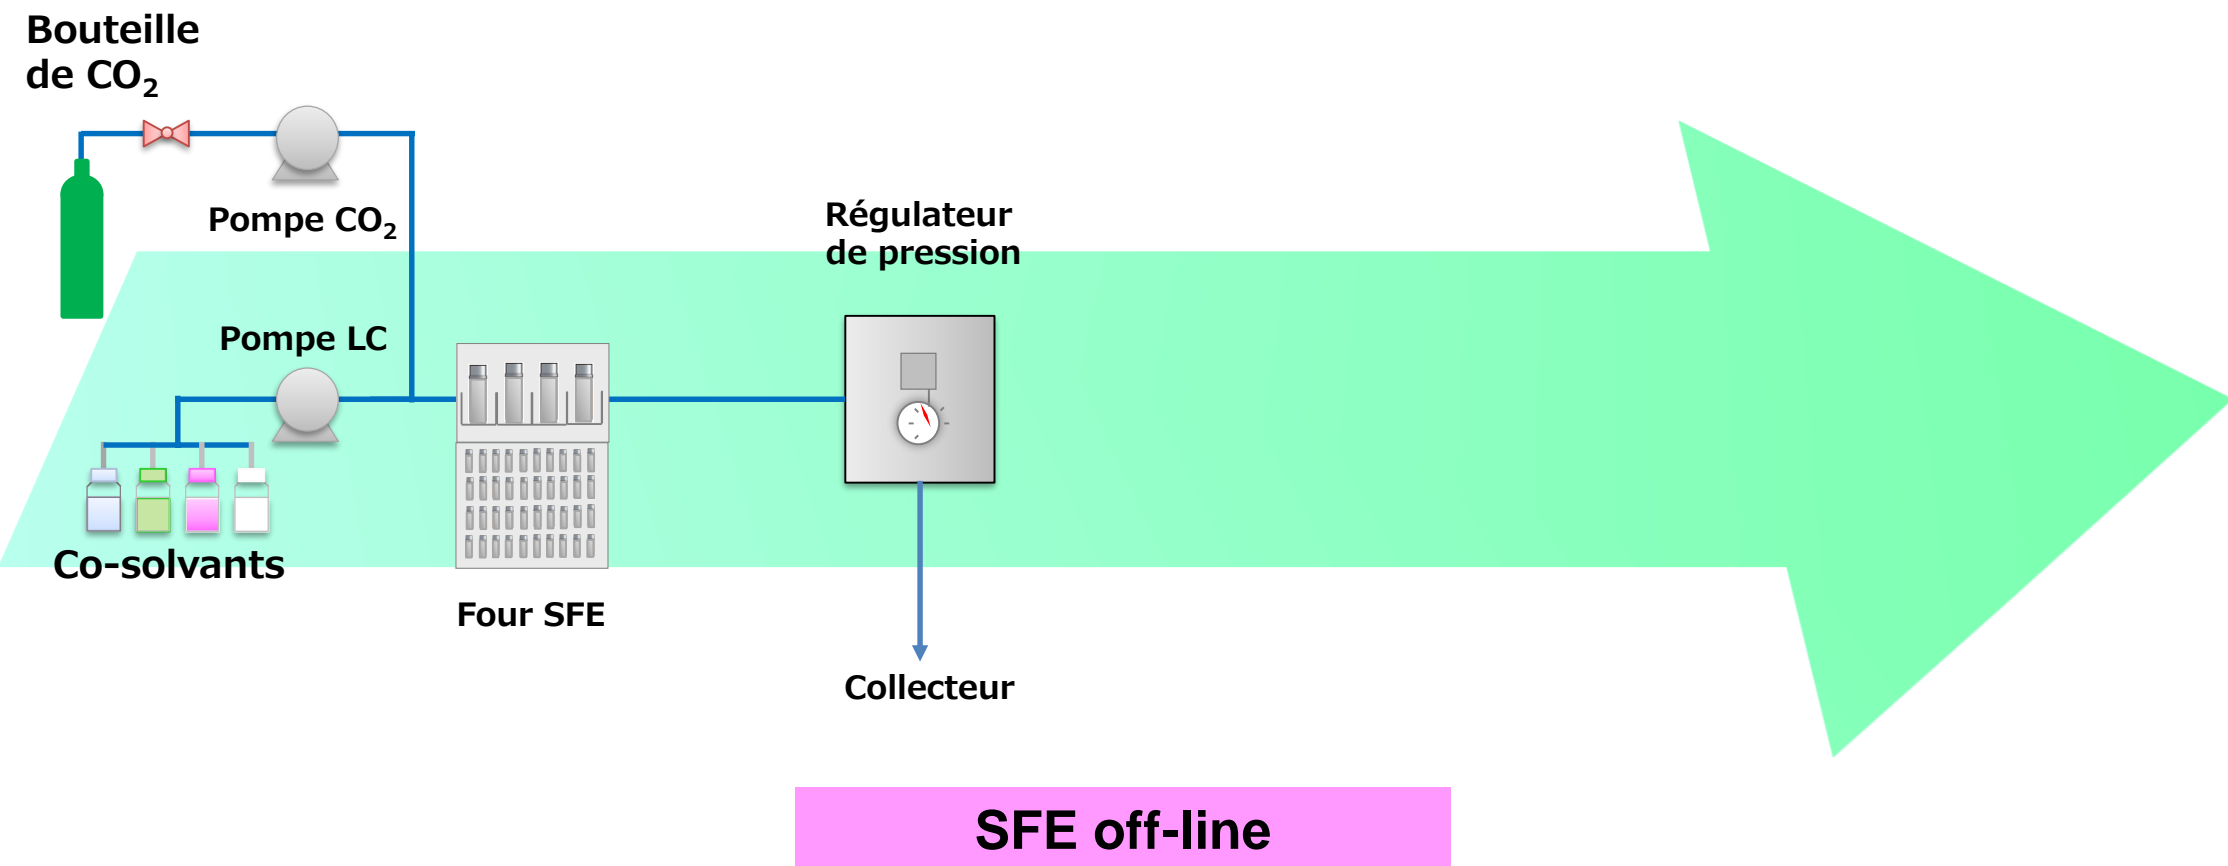 Bouteille
de CO₂
Pompe CO₂
Régulateur
de pression
Pompe LC
Co-solvants
Four SFE
Collecteur
SFE off-line